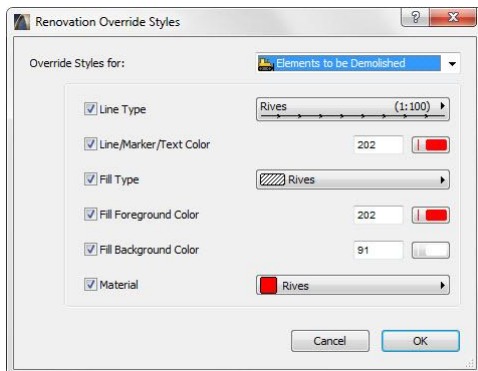 Renovation Override Styles
Override Styles for: Elements to be Demolished
Line Type Rives (1:100)
Line/Marker/Text Color 202
Fill Type Rives
Fill Foreground Color 202
Fill Background Color 91
Material Rives
Cancel OK